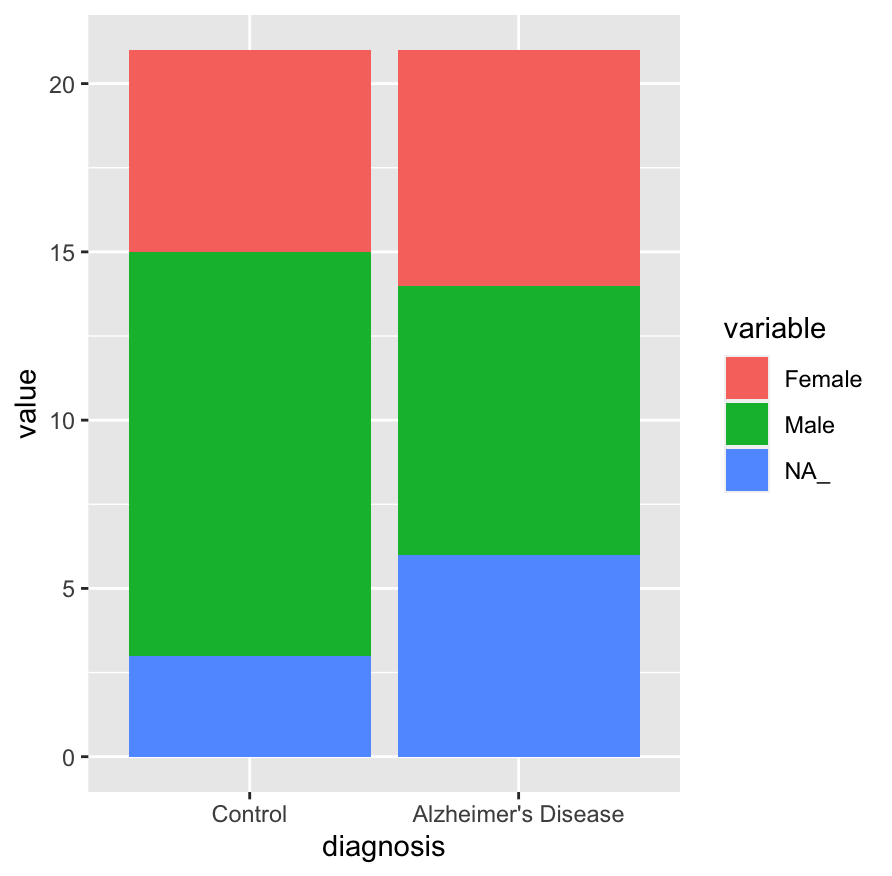 value
20
15
10
5
0
Control
Alzheimer's Disease
diagnosis
variable
Female
Male
NA_